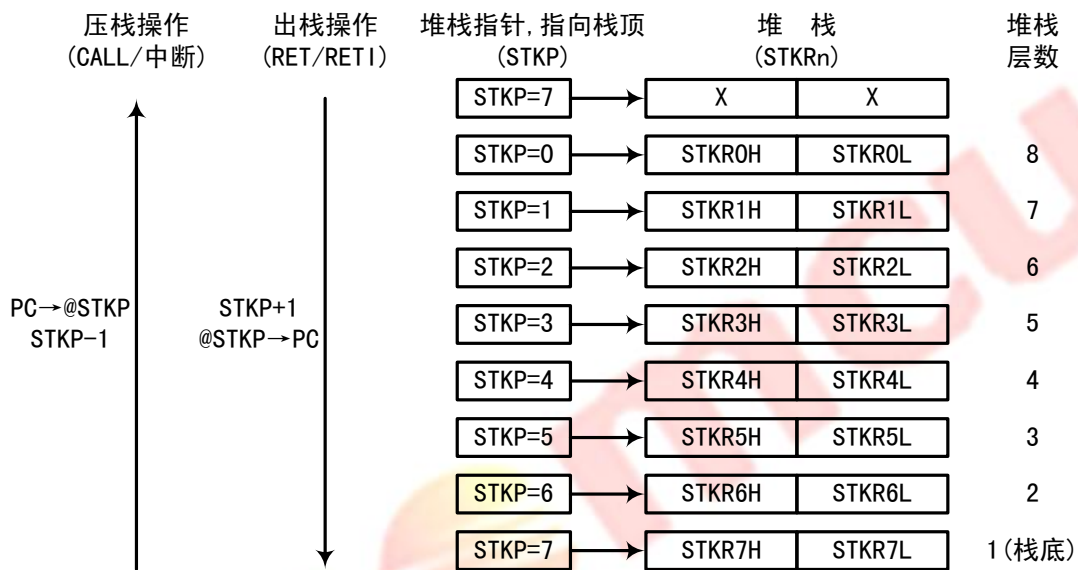 压栈操作 出栈操作 堆栈指针,指向栈顶 堆 栈 堆栈
(CALL/中断) (RET/RETI) (STKP) (STKRn) 层数
STKP=7 X X
STKP=0 STKR0H STKR0L 8
STKP=1 STKR1H STKR1L 7
STKP=2 STKR2H STKR2L 6
PC→@STKP STKP+1 STKP=3 STKR3H STKR3L 5
STKP-1 @STKP→PC
STKP=4 STKR4H STKR4L 4
STKP=5 STKR5H STKR5L 3
STKP=6 STKR6H STKR6L 2
STKP=7 STKR7H STKR7L 1(栈底)
mcu